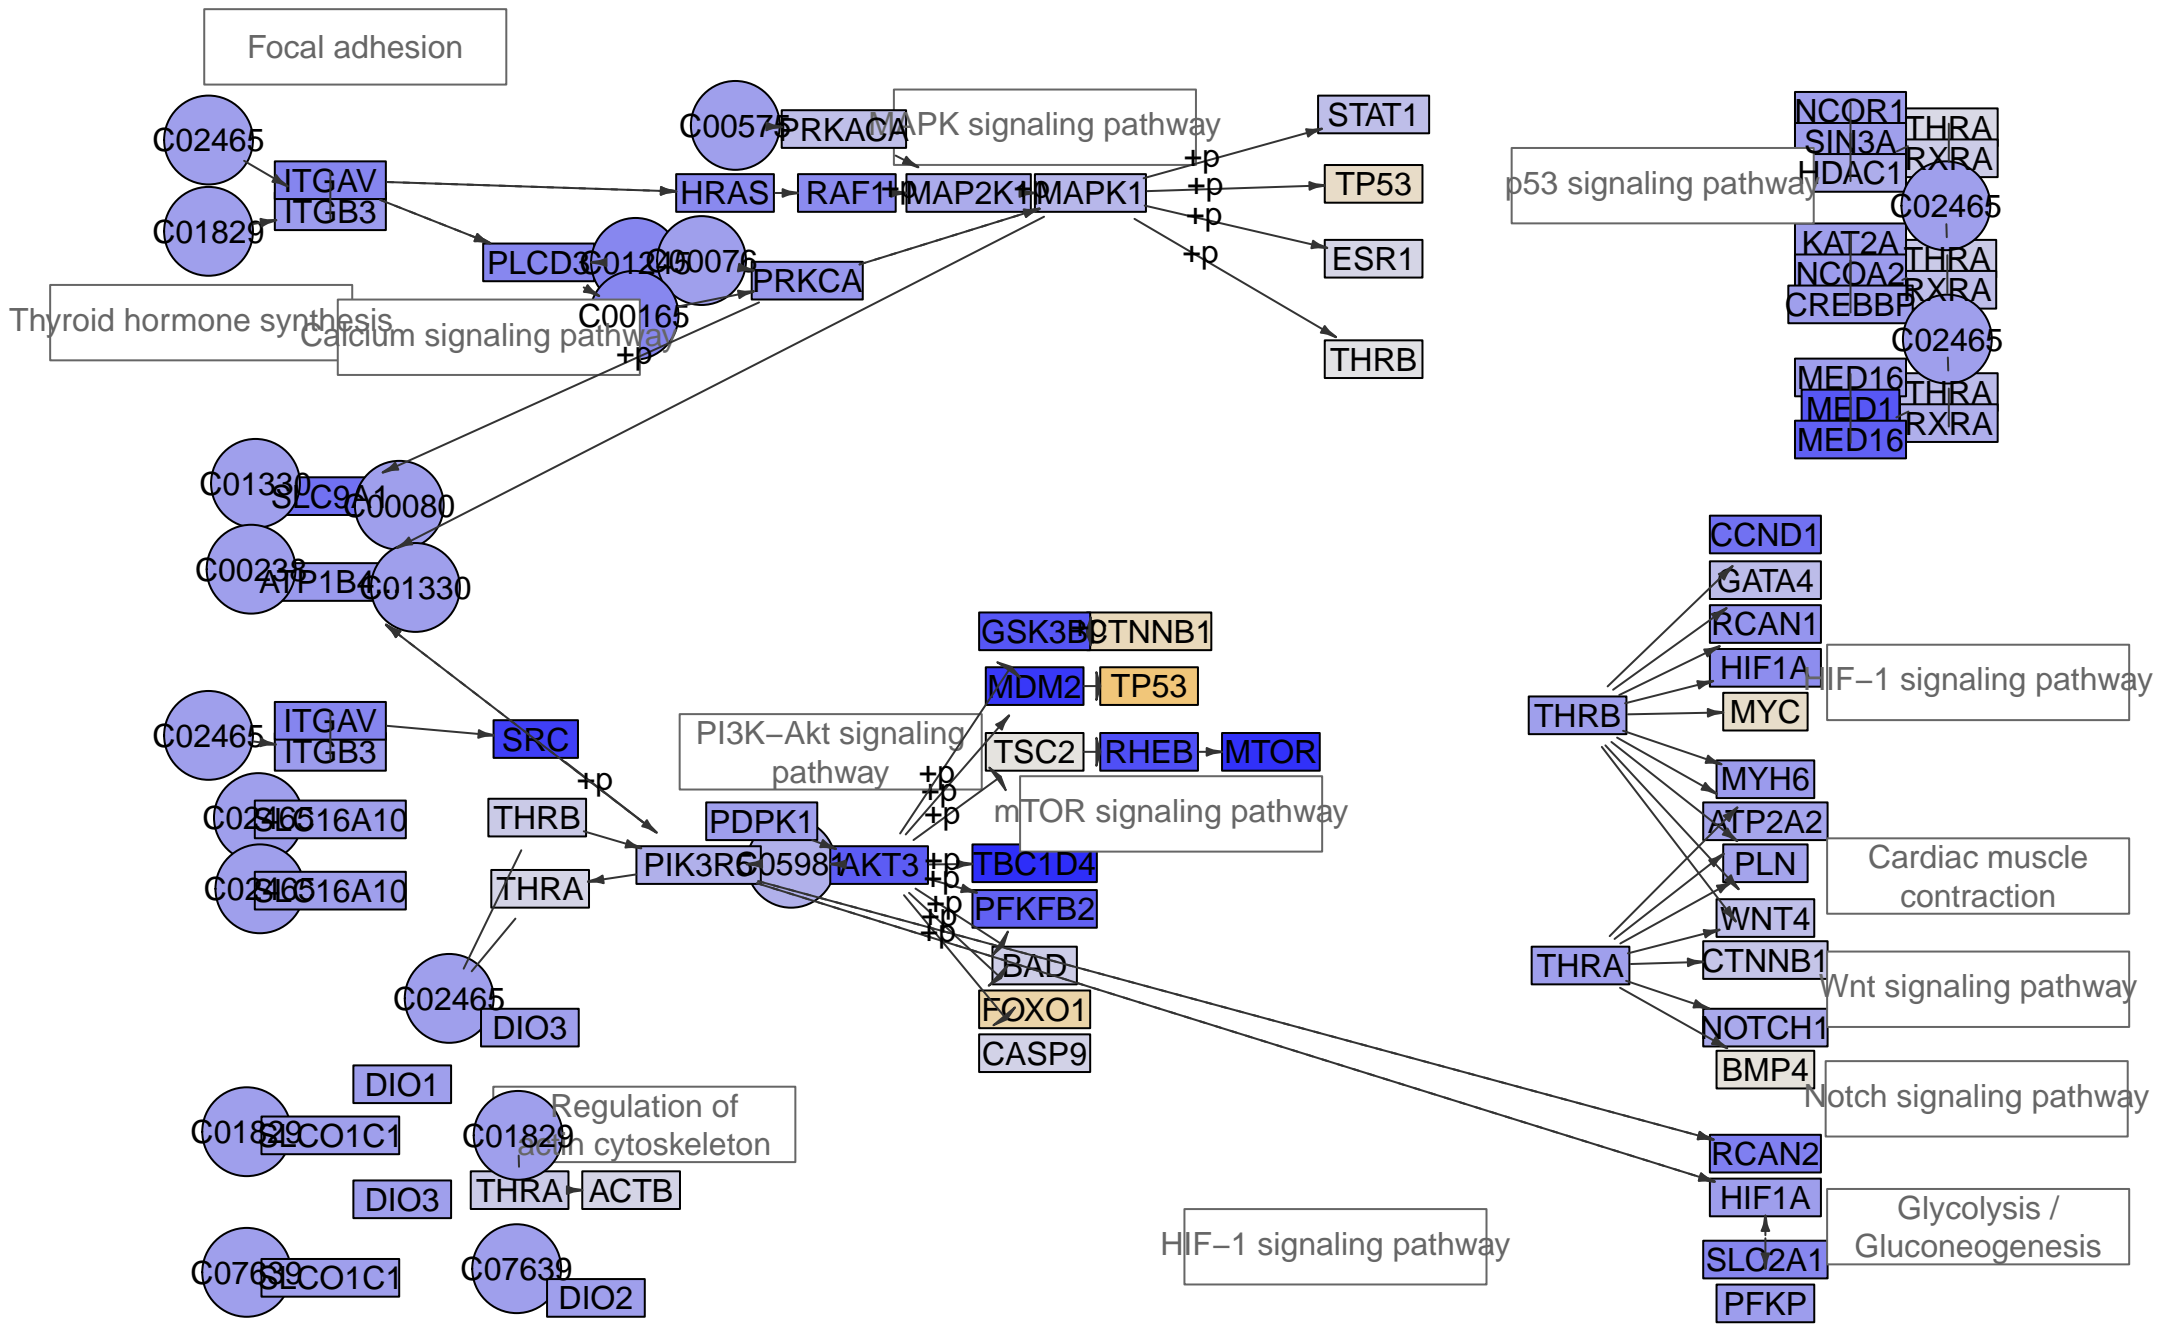 Focal adhesion
C02465
C01829
ITGAV
ITGB3
C00575
PRKACA
MAPK signaling pathway
HRAS
RAF1
+p
MAP2K1
+p
MAPK1
+p
+p
+p
+p
STAT1
TP53
ESR1
THRB
PLCD3
C01245
C00076
C00165
PRKCA
Thyroid hormone synthesis
Calcium signaling pathway
+p
p53 signaling pathway
NCOR1
SIN3A
HDAC1
THRA
RXRA
C02465
KAT2A
NCOA2
CREBBP
THRA
RXRA
C02465
MED16
MED1
MED16
THRA
RXRA
C01330
SLC9A1
C00080
C00238
ATP1B4...
C01330
C02465
ITGAV
ITGB3
SRC
+p
C02465
SLC16A10
C02465
SLC16A10
THRB
THRA
C02465
DIO3
PI3K–Akt signaling
pathway
PDPK1
PIK3R5
C05981
AKT3
GSK3B
+p
CTNNB1
MDM2
TP53
TSC2
RHEB
MTOR
mTOR signaling pathway
+p
+p
+p
+p
+p
+p
+p
+p
TBC1D4
PFKFB2
BAD
FOXO1
CASP9
CCND1
GATA4
RCAN1
HIF1A
HIF–1 signaling pathway
MYC
THRB
MYH6
ATP2A2
PLN
Cardiac muscle
contraction
WNT4
THRA
CTNNB1
Wnt signaling pathway
NOTCH1
BMP4
Notch signaling pathway
RCAN2
HIF1A
Glycolysis /
Gluconeogenesis
SLC2A1
PFKP
HIF–1 signaling pathway
DIO1
C01829
SLCO1C1
DIO3
C07639
SLCO1C1
Regulation of
actin cytoskeleton
C01829
THRA
ACTB
C07639
DIO2